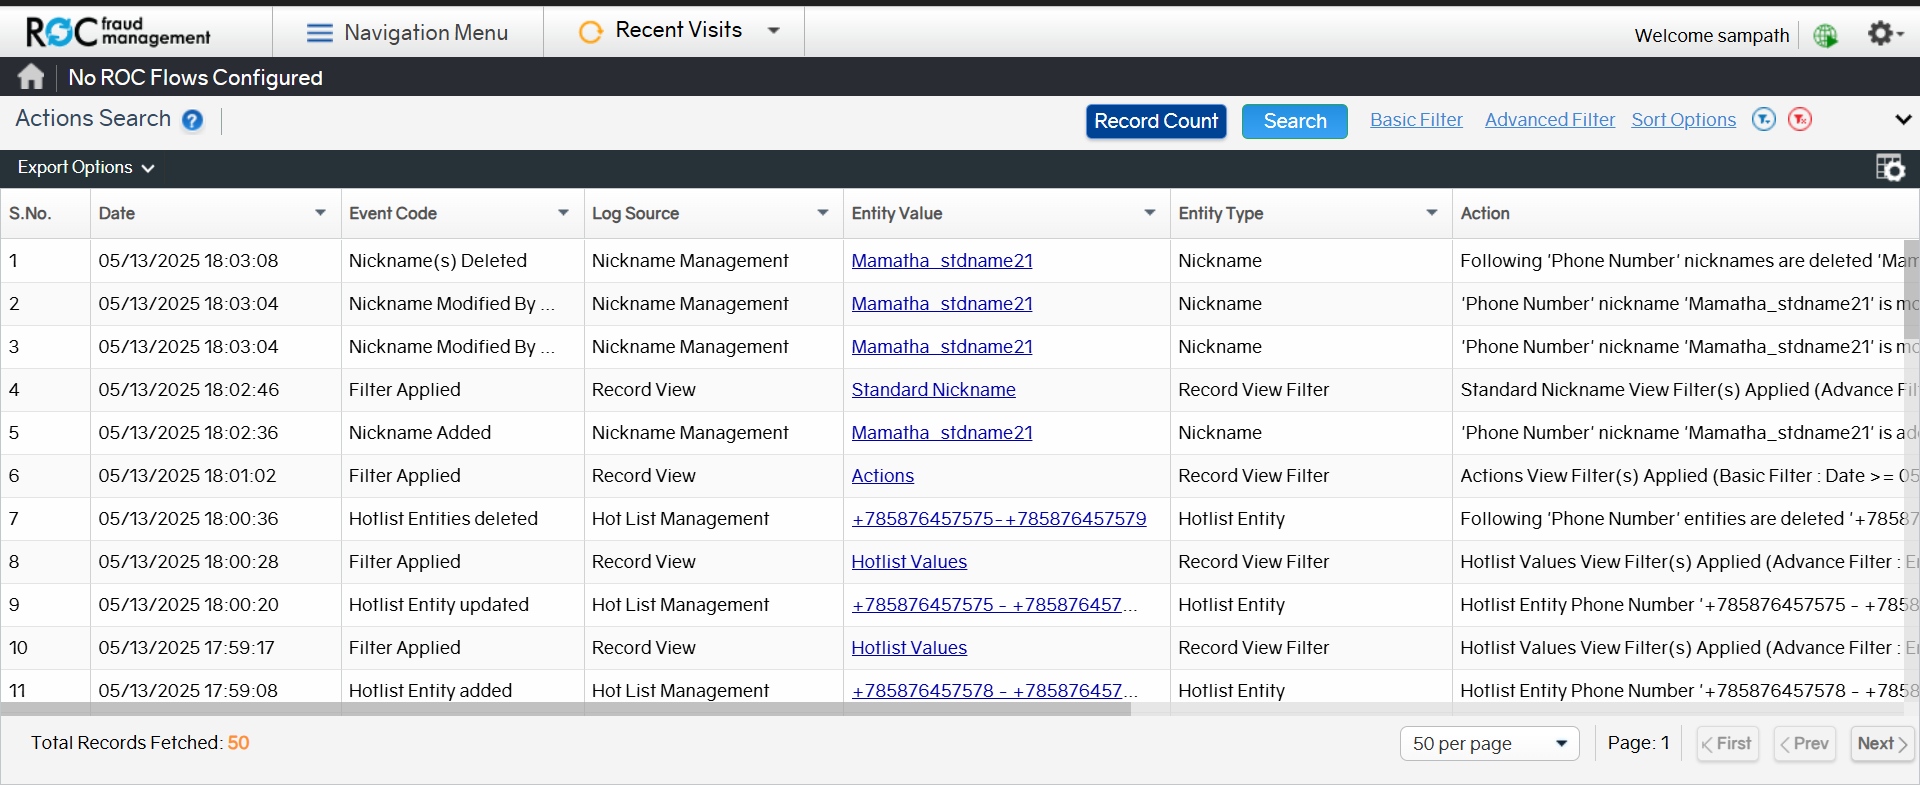 ROC fraud management
Navigation Menu
Recent Visits
Welcome sampath
No ROC Flows Configured
Actions Search ?
Record Count
Search
Basic Filter
Advanced Filter
Sort Options
Export Options
S.No. Date Event Code Log Source Entity Value Entity Type Action
1 05/13/2025 18:03:08 Nickname(s) Deleted Nickname Management Mamatha_stdname21 Nickname Following 'Phone Number' nicknames are deleted 'Mam
2 05/13/2025 18:03:04 Nickname Modified By ... Nickname Management Mamatha_stdname21 Nickname 'Phone Number' nickname 'Mamatha_stdname21' is mo
3 05/13/2025 18:03:04 Nickname Modified By ... Nickname Management Mamatha_stdname21 Nickname 'Phone Number' nickname 'Mamatha_stdname21' is mo
4 05/13/2025 18:02:46 Filter Applied Record View Standard Nickname Record View Filter Standard Nickname View Filter(s) Applied (Advance Fil
5 05/13/2025 18:02:36 Nickname Added Nickname Management Mamatha_stdname21 Nickname 'Phone Number' nickname 'Mamatha_stdname21' is add
6 05/13/2025 18:01:02 Filter Applied Record View Actions Record View Filter Actions View Filter(s) Applied (Basic Filter : Date >= 05
7 05/13/2025 18:00:36 Hotlist Entities deleted Hot List Management +785876457575-+785876457579 Hotlist Entity Following 'Phone Number' entities are deleted '+78587
8 05/13/2025 18:00:28 Filter Applied Record View Hotlist Values Record View Filter Hotlist Values View Filter(s) Applied (Advance Filter : E
9 05/13/2025 18:00:20 Hotlist Entity updated Hot List Management +785876457575 - +785876457... Hotlist Entity Hotlist Entity Phone Number '+785876457575 - +7858
10 05/13/2025 17:59:17 Filter Applied Record View Hotlist Values Record View Filter Hotlist Values View Filter(s) Applied (Advance Filter : E
11 05/13/2025 17:59:08 Hotlist Entity added Hot List Management +785876457578 - +785876457... Hotlist Entity Hotlist Entity Phone Number '+785876457578 - +7858
Total Records Fetched: 50
50 per page
Page: 1
First
Prev
Next